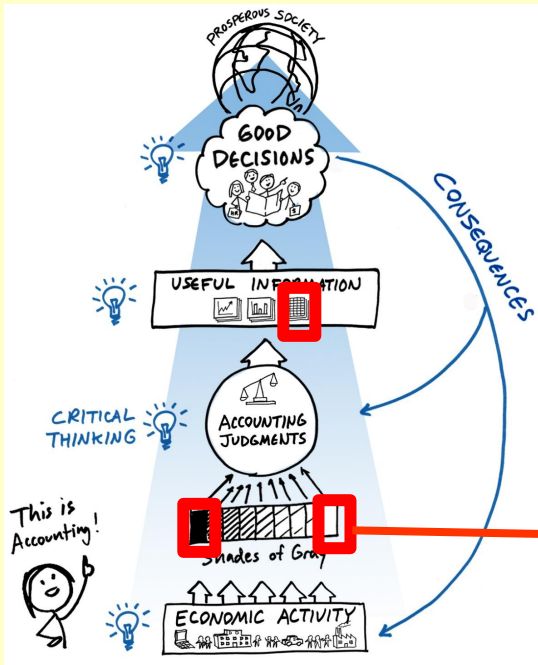 PROSPEROUS SOCIETY
GOOD
DECISIONS
HR
$
CONSEQUENCES
USEFUL INFORMATION
CRITICAL
THINKING
ACCOUNTING
JUDGMENTS
This is
Accounting!
Shades of Gray
ECONOMIC ACTIVITY